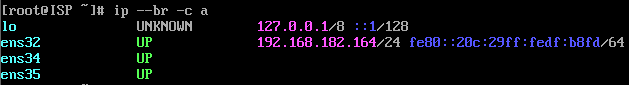 [root@ISP ~]# ip --br -c a
lo UNKNOWN 127.0.0.1/8 ::1/128
ens32 UP 192.168.182.164/24 fe80::20c:29ff:fedf:b8fd/64
ens34 UP
ens35 UP